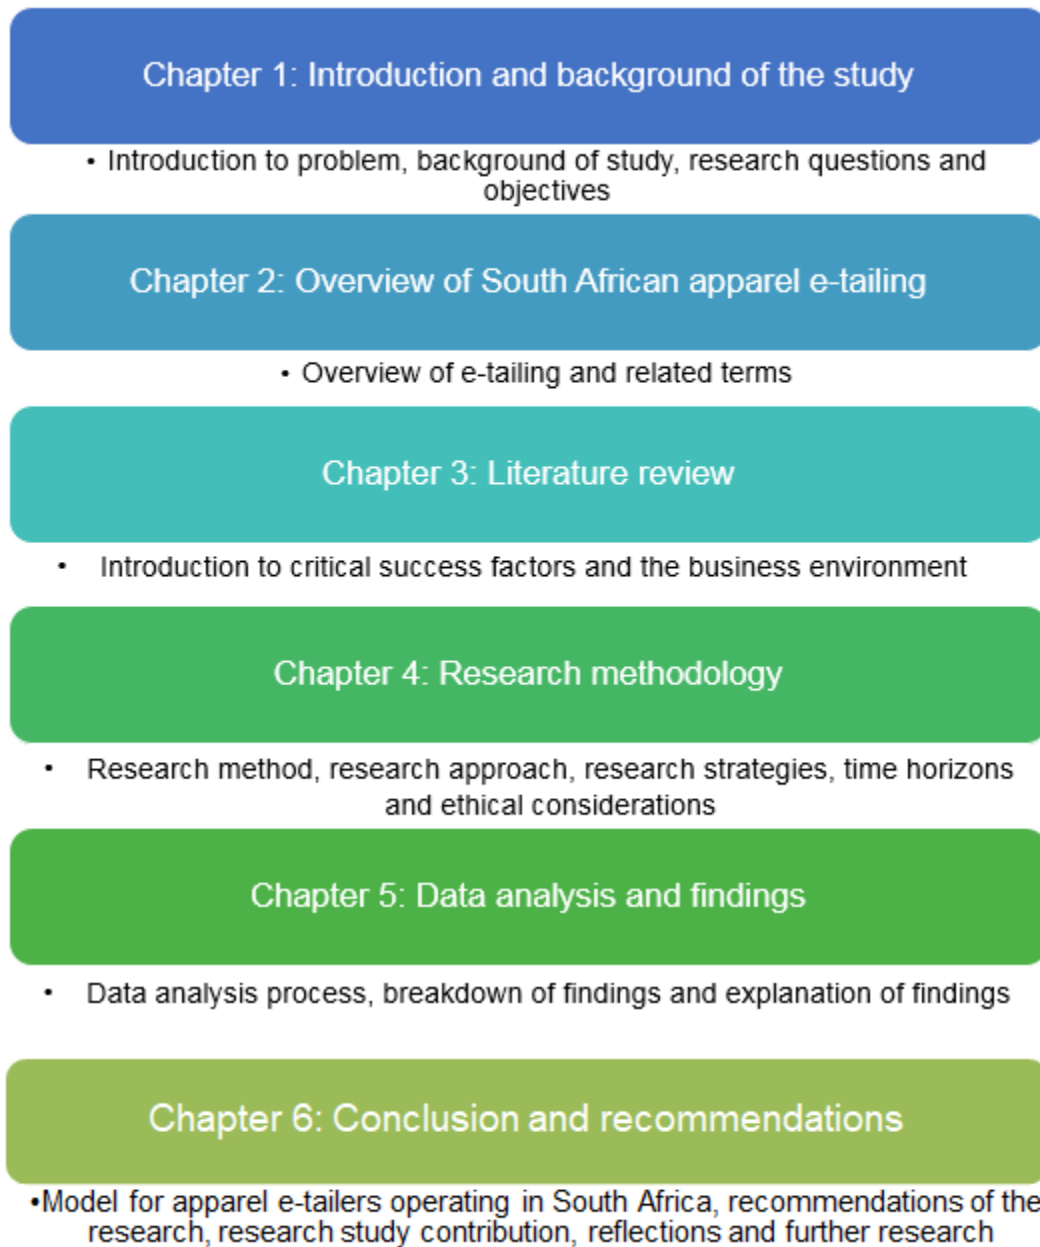 Chapter 1: Introduction and background of the study
• Introduction to problem, background of study, research questions and
objectives
Chapter 2: Overview of South African apparel e-tailing
• Overview of e-tailing and related terms
Chapter 3: Literature review
• Introduction to critical success factors and the business environment
Chapter 4: Research methodology
• Research method, research approach, research strategies, time horizons
and ethical considerations
Chapter 5: Data analysis and findings
• Data analysis process, breakdown of findings and explanation of findings
Chapter 6: Conclusion and recommendations
•Model for apparel e-tailers operating in South Africa, recommendations of the
research, research study contribution, reflections and further research